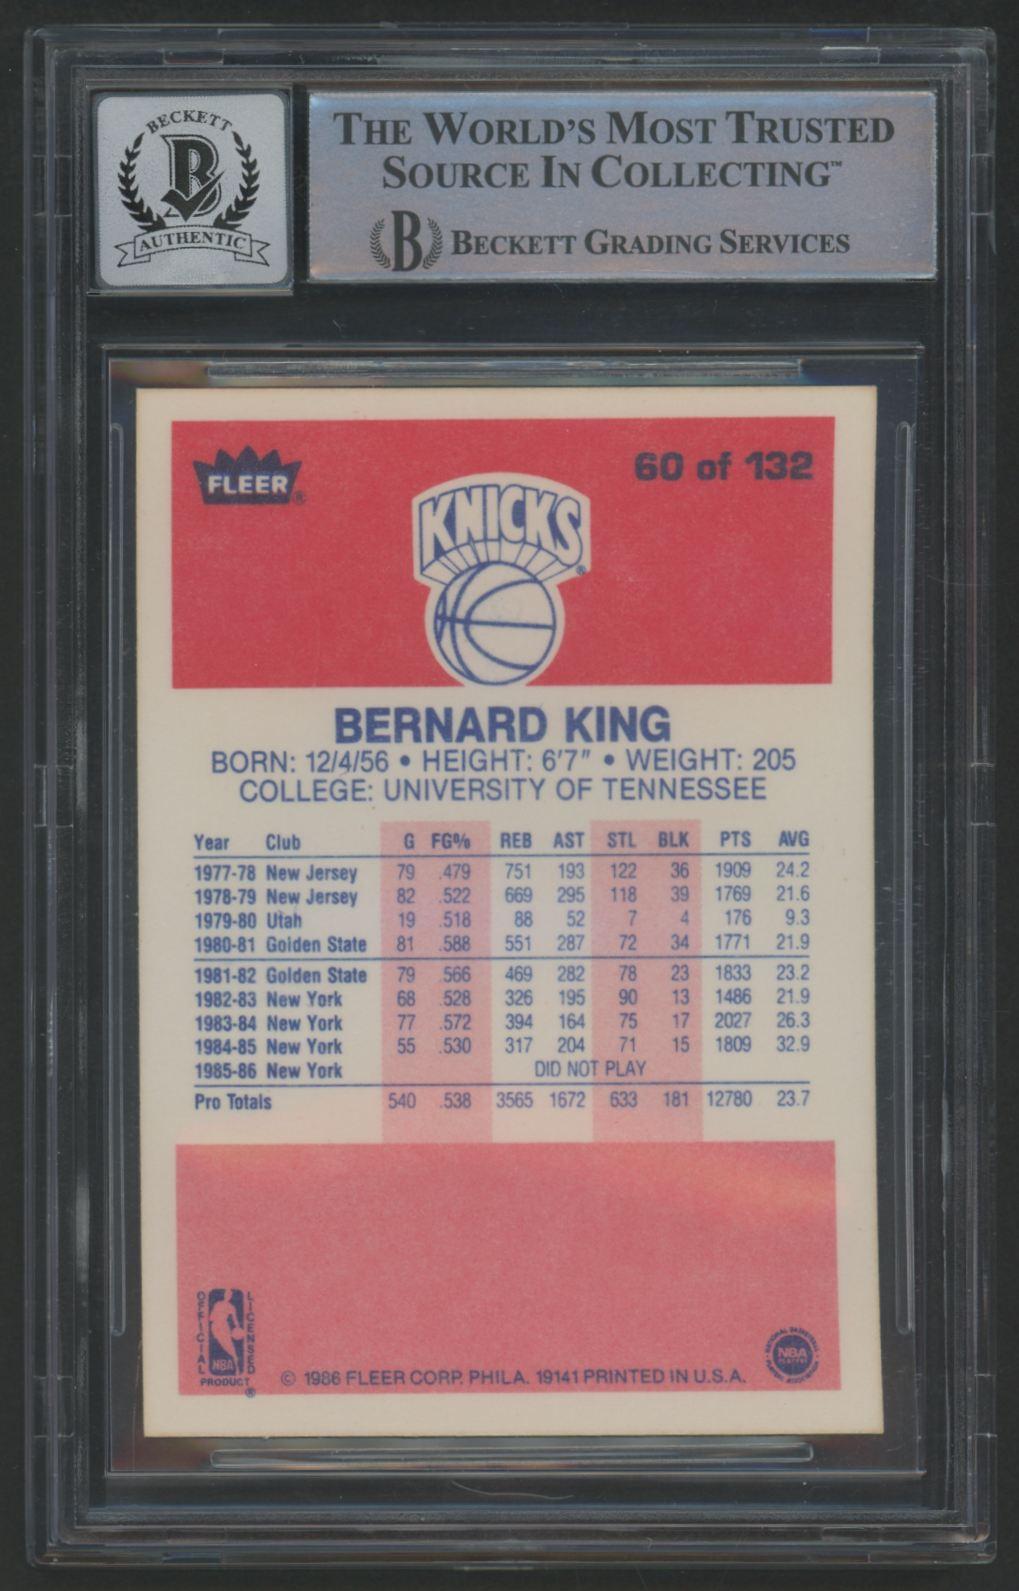 BECKETT
B
AUTHENTIC
THE WORLD'S MOST TRUSTED
SOURCE IN COLLECTING™
B BECKETT GRADING SERVICES
FLEER®
60 of 132
KNICKS®
BERNARD KING
BORN: 12/4/56 • HEIGHT: 6'7" • WEIGHT: 205
COLLEGE: UNIVERSITY OF TENNESSEE
Year Club G FG% REB AST STL BLK PTS AVG
1977-78 New Jersey 79 .479 751 193 122 36 1909 24.2
1978-79 New Jersey 82 .522 669 295 118 39 1769 21.6
1979-80 Utah 19 .518 88 52 7 4 176 9.3
1980-81 Golden State 81 .588 551 287 72 34 1771 21.9
1981-82 Golden State 79 .566 469 282 78 23 1833 23.2
1982-83 New York 68 .528 326 195 90 13 1486 21.9
1983-84 New York 77 .572 394 164 75 17 2027 26.3
1984-85 New York 55 .530 317 204 71 15 1809 32.9
1985-86 New York DID NOT PLAY
Pro Totals 540 .538 3565 1672 633 181 12780 23.7
OFFICIAL
LICENSED
NBA
PRODUCT®
© 1986 FLEER CORP. PHILA. 19141 PRINTED IN U.S.A.
NATIONAL BASKETBALL
NBA
PLAYERS
ASSOCIATION